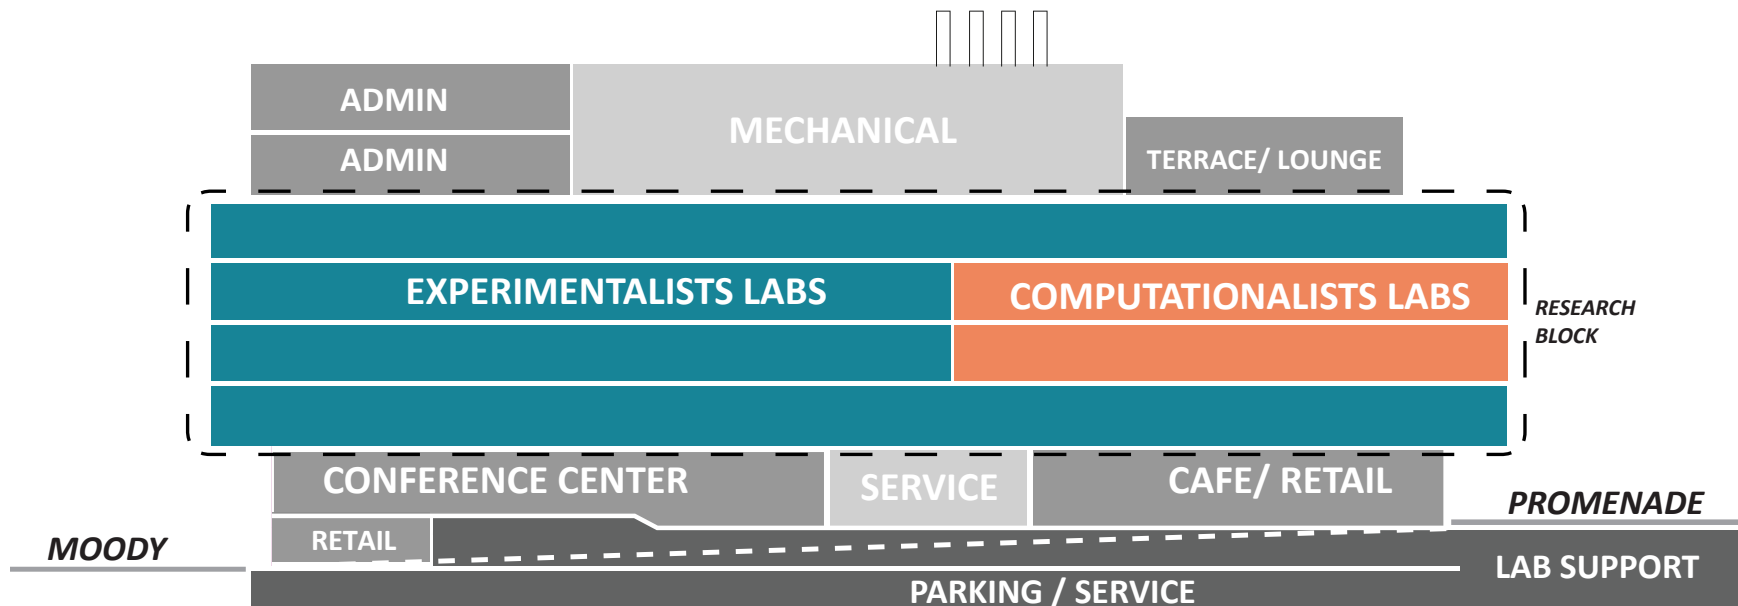 ADMIN
MECHANICAL
ADMIN
TERRACE/ LOUNGE
EXPERIMENTALISTS LABS
COMPUTATIONALISTS LABS
RESEARCH
BLOCK
CONFERENCE CENTER
SERVICE
CAFE/ RETAIL
PROMENADE
RETAIL
MOODY
LAB SUPPORT
PARKING / SERVICE